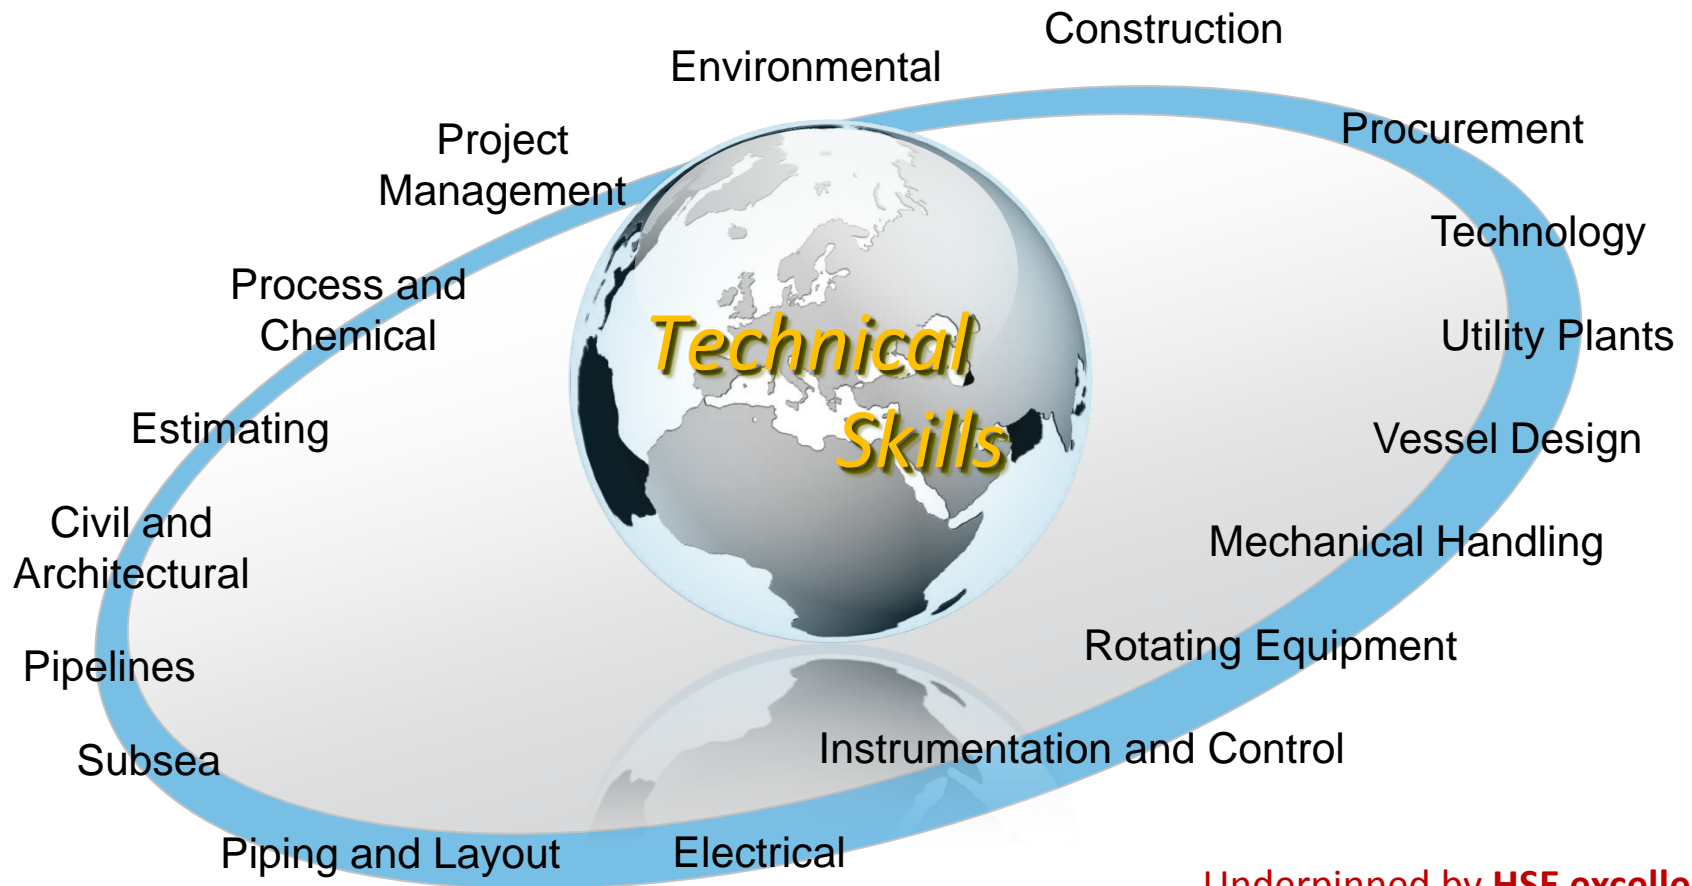 Construction
Environmental
Project
Management
Procurement
Technology
Process and
Chemical
Utility Plants
Technical
Skills
Estimating
Vessel Design
Civil and
Architectural
Mechanical Handling
Pipelines
Rotating Equipment
Subsea
Instrumentation and Control
Piping and Layout
Electrical
Underpinned by HSE